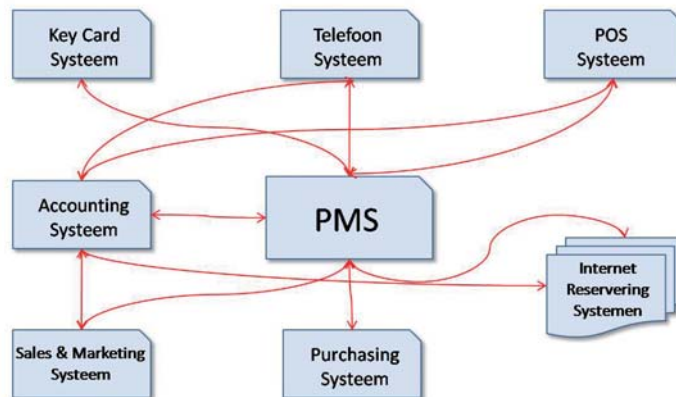 Key Card
Systeem
Telefoon
Systeem
POS
Systeem
Accounting
Systeem
PMS
Internet
Reservering
Systemen
Sales & Marketing
Systeem
Purchasing
Systeem